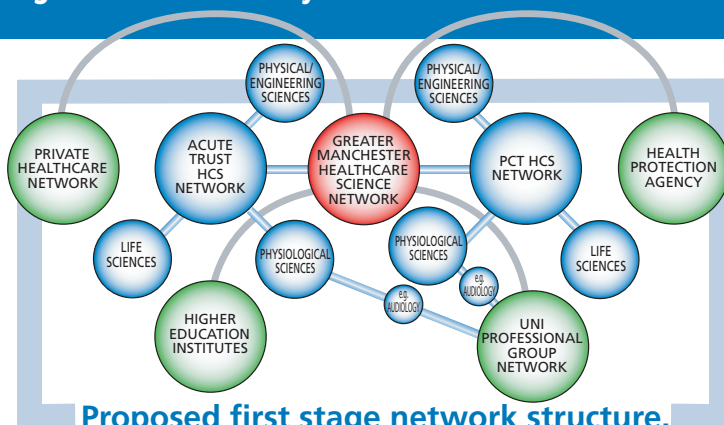 PHYSICAL/
ENGINEERING
SCIENCES
PHYSICAL/
ENGINEERING
SCIENCES
PRIVATE
HEALTHCARE
NETWORK
ACUTE
TRUST
HCS
NETWORK
GREATER
MANCHESTER
HEALTHCARE
SCIENCE
NETWORK
PCT HCS
NETWORK
HEALTH
PROTECTION
AGENCY
LIFE
SCIENCES
PHYSIOLOGICAL
SCIENCES
PHYSIOLOGICAL
SCIENCES
LIFE
SCIENCES
e.g.
AUDIOLOGY
e.g.
AUDIOLOGY
HIGHER
EDUCATION
INSTITUTES
UNI
PROFESSIONAL
GROUP
NETWORK
Proposed first stage network structure.